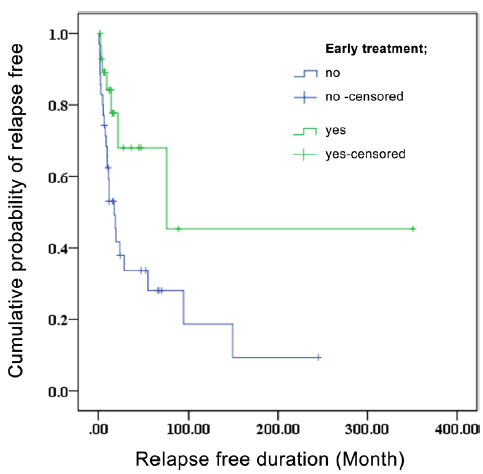 Cumulative probability of relapse free
1.0
0.8
0.6
0.4
0.2
0.0
Early treatment;
no
no -censored
yes
yes-censored
.00 100.00 200.00 300.00 400.00
Relapse free duration (Month)